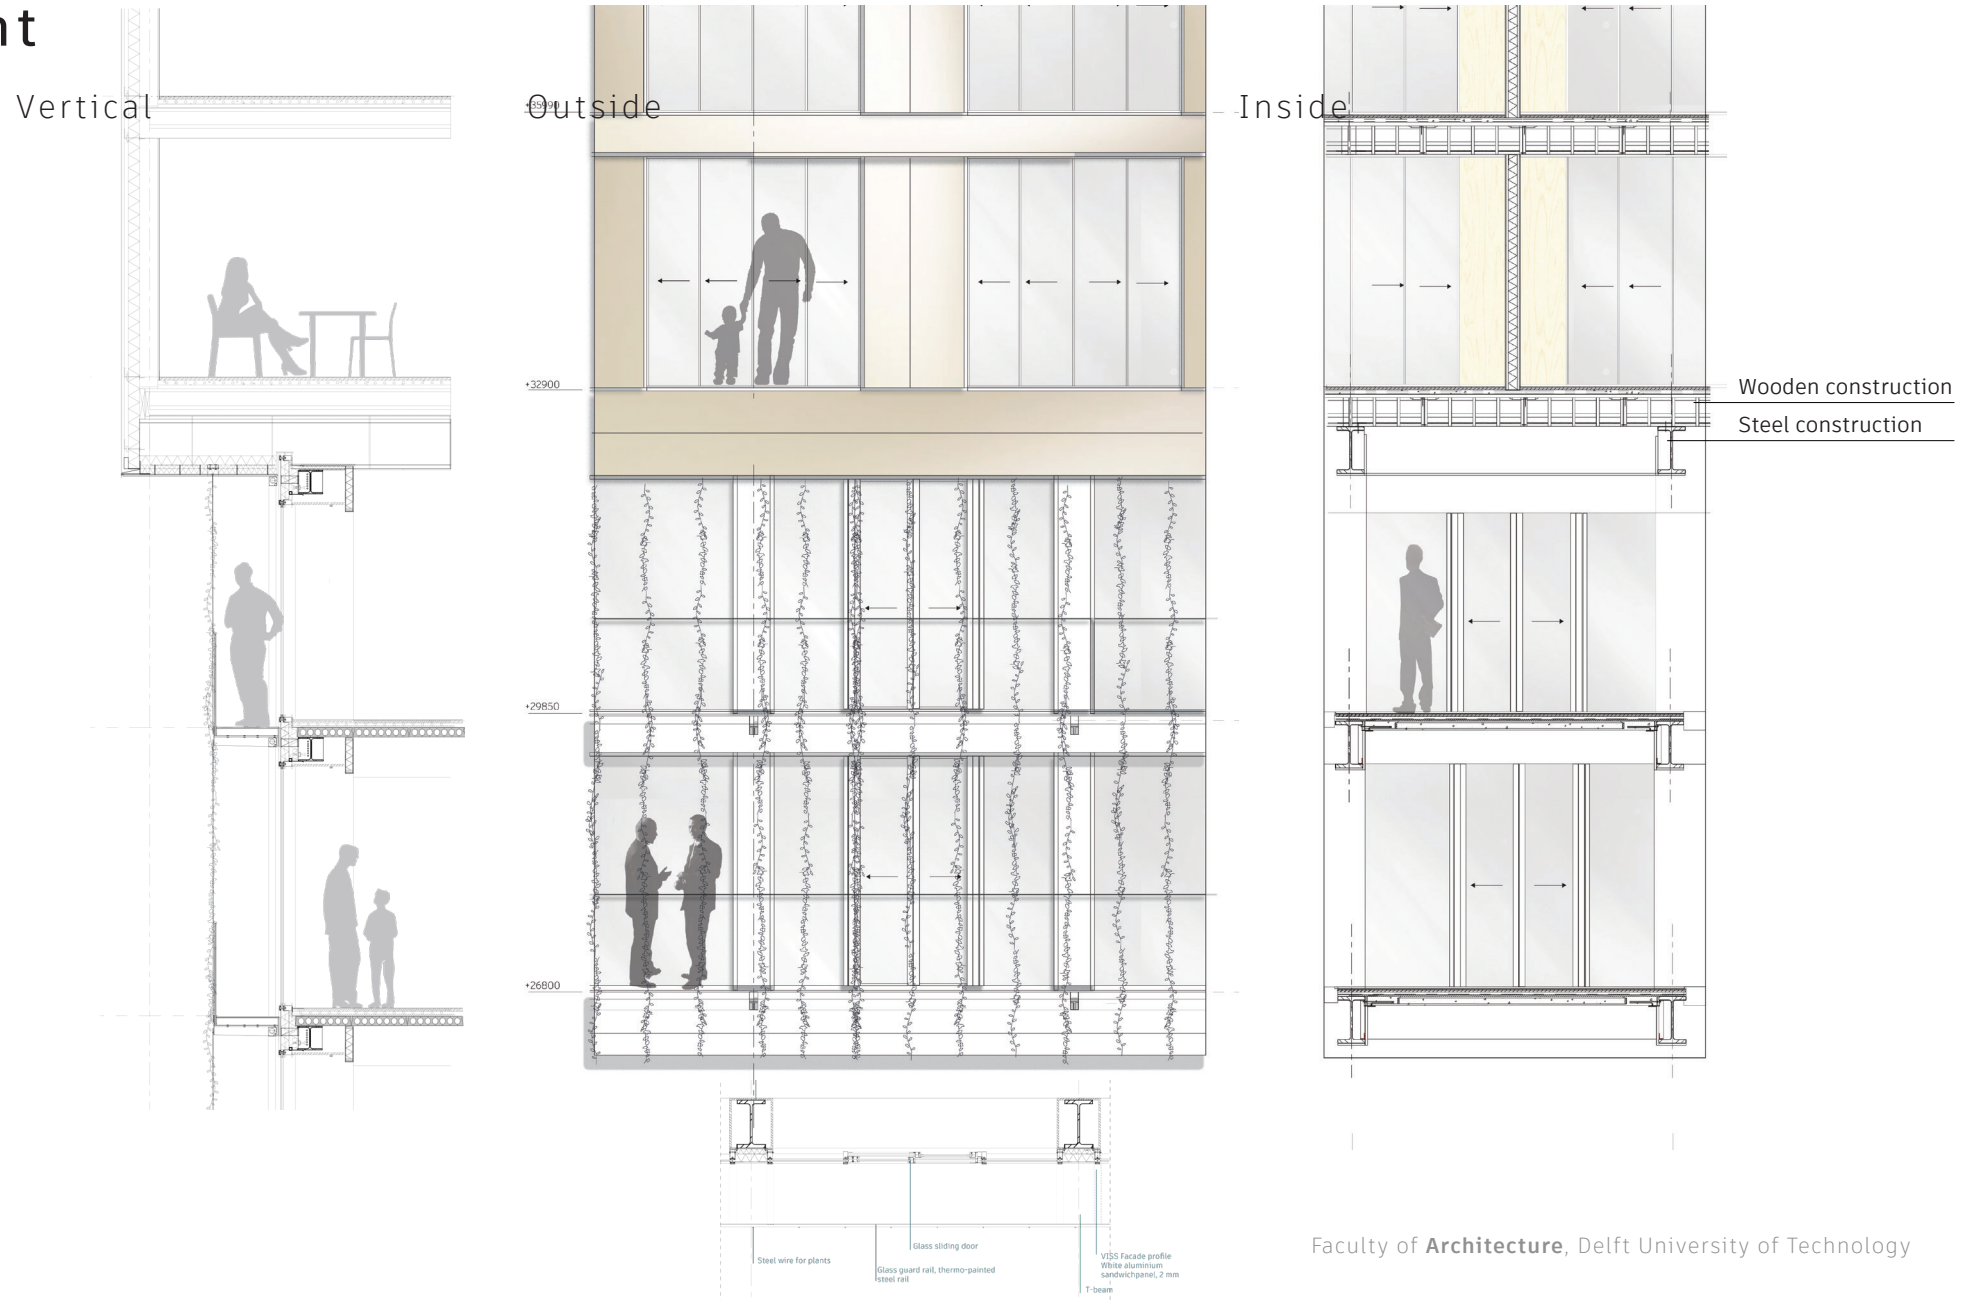 nt
Vertical
Outside
Inside
+35990
+32900
Wooden construction
Steel construction
+29850
+26800
Glass sliding door
Steel wire for plants
Glass guard rail, thermo-painted
steel rail
VISS Facade profile
White aluminium
sandwichpanel, 2 mm
T-beam
Faculty of Architecture, Delft University of Technology